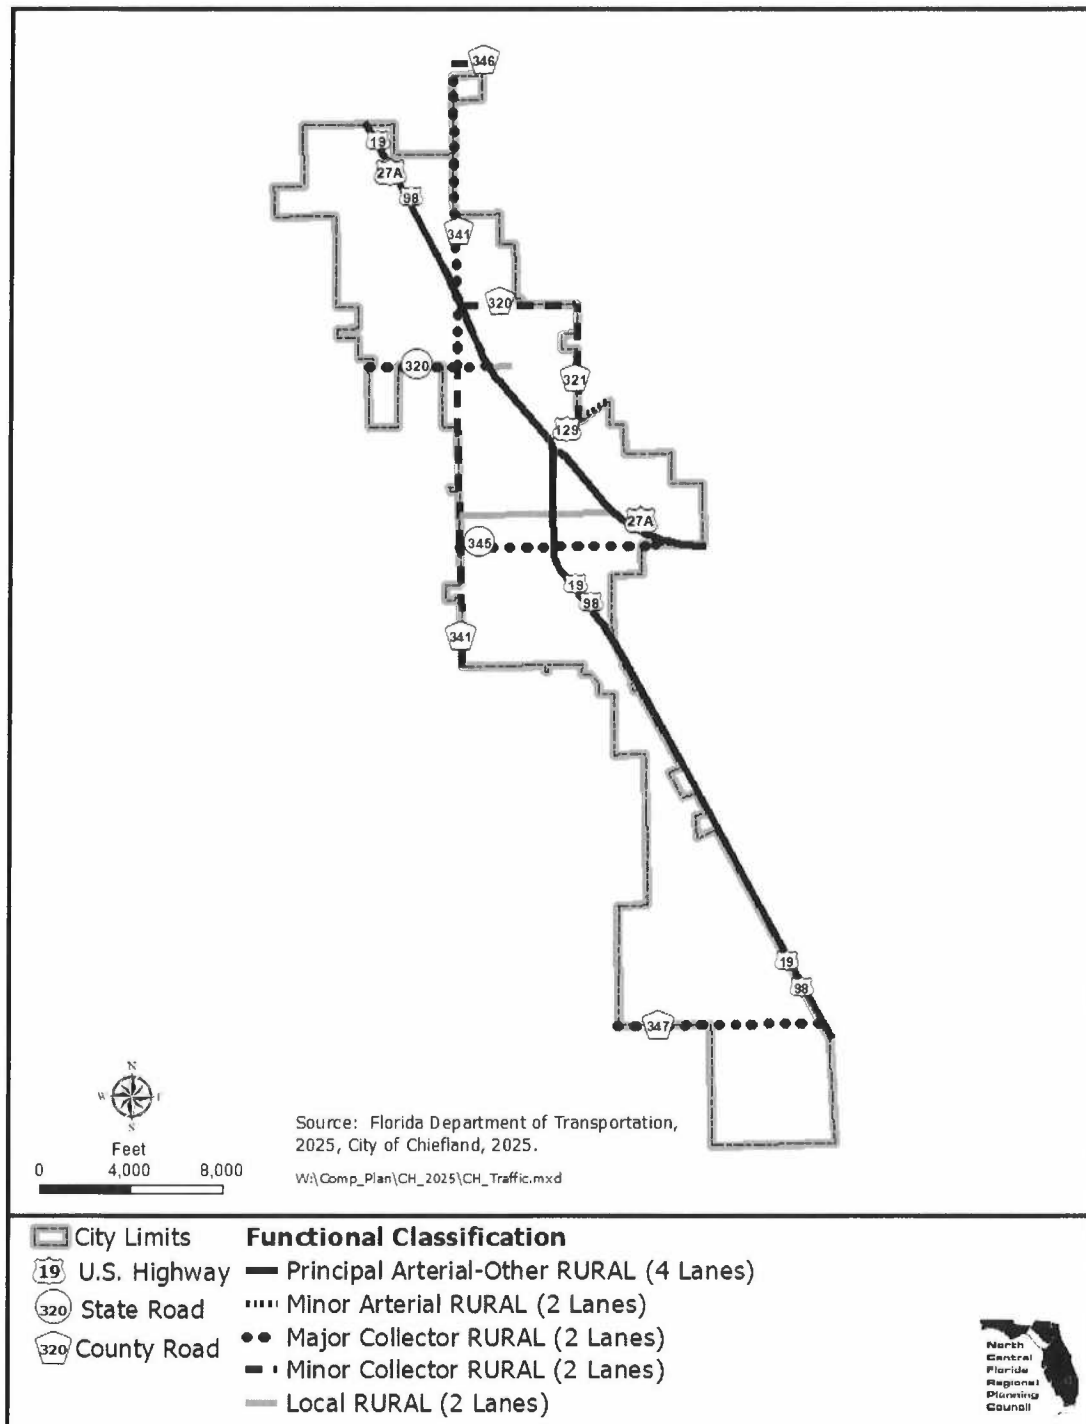 346
19
27A
98
341
320
320
321
129
27A
345
19
98
341
19
98
347
N
W
S
Feet
0 4,000 8,000
Source: Florida Department of Transportation,
2025, City of Chiefland, 2025.
W:\Comp_Plan\CH_2025\CH_Traffic.mxd
City Limits
19 U.S. Highway
320 State Road
320 County Road
Functional Classification
Principal Arterial-Other RURAL (4 Lanes)
Minor Arterial RURAL (2 Lanes)
Major Collector RURAL (2 Lanes)
Minor Collector RURAL (2 Lanes)
Local RURAL (2 Lanes)
North
Central
Florida
Regional
Planning
Council